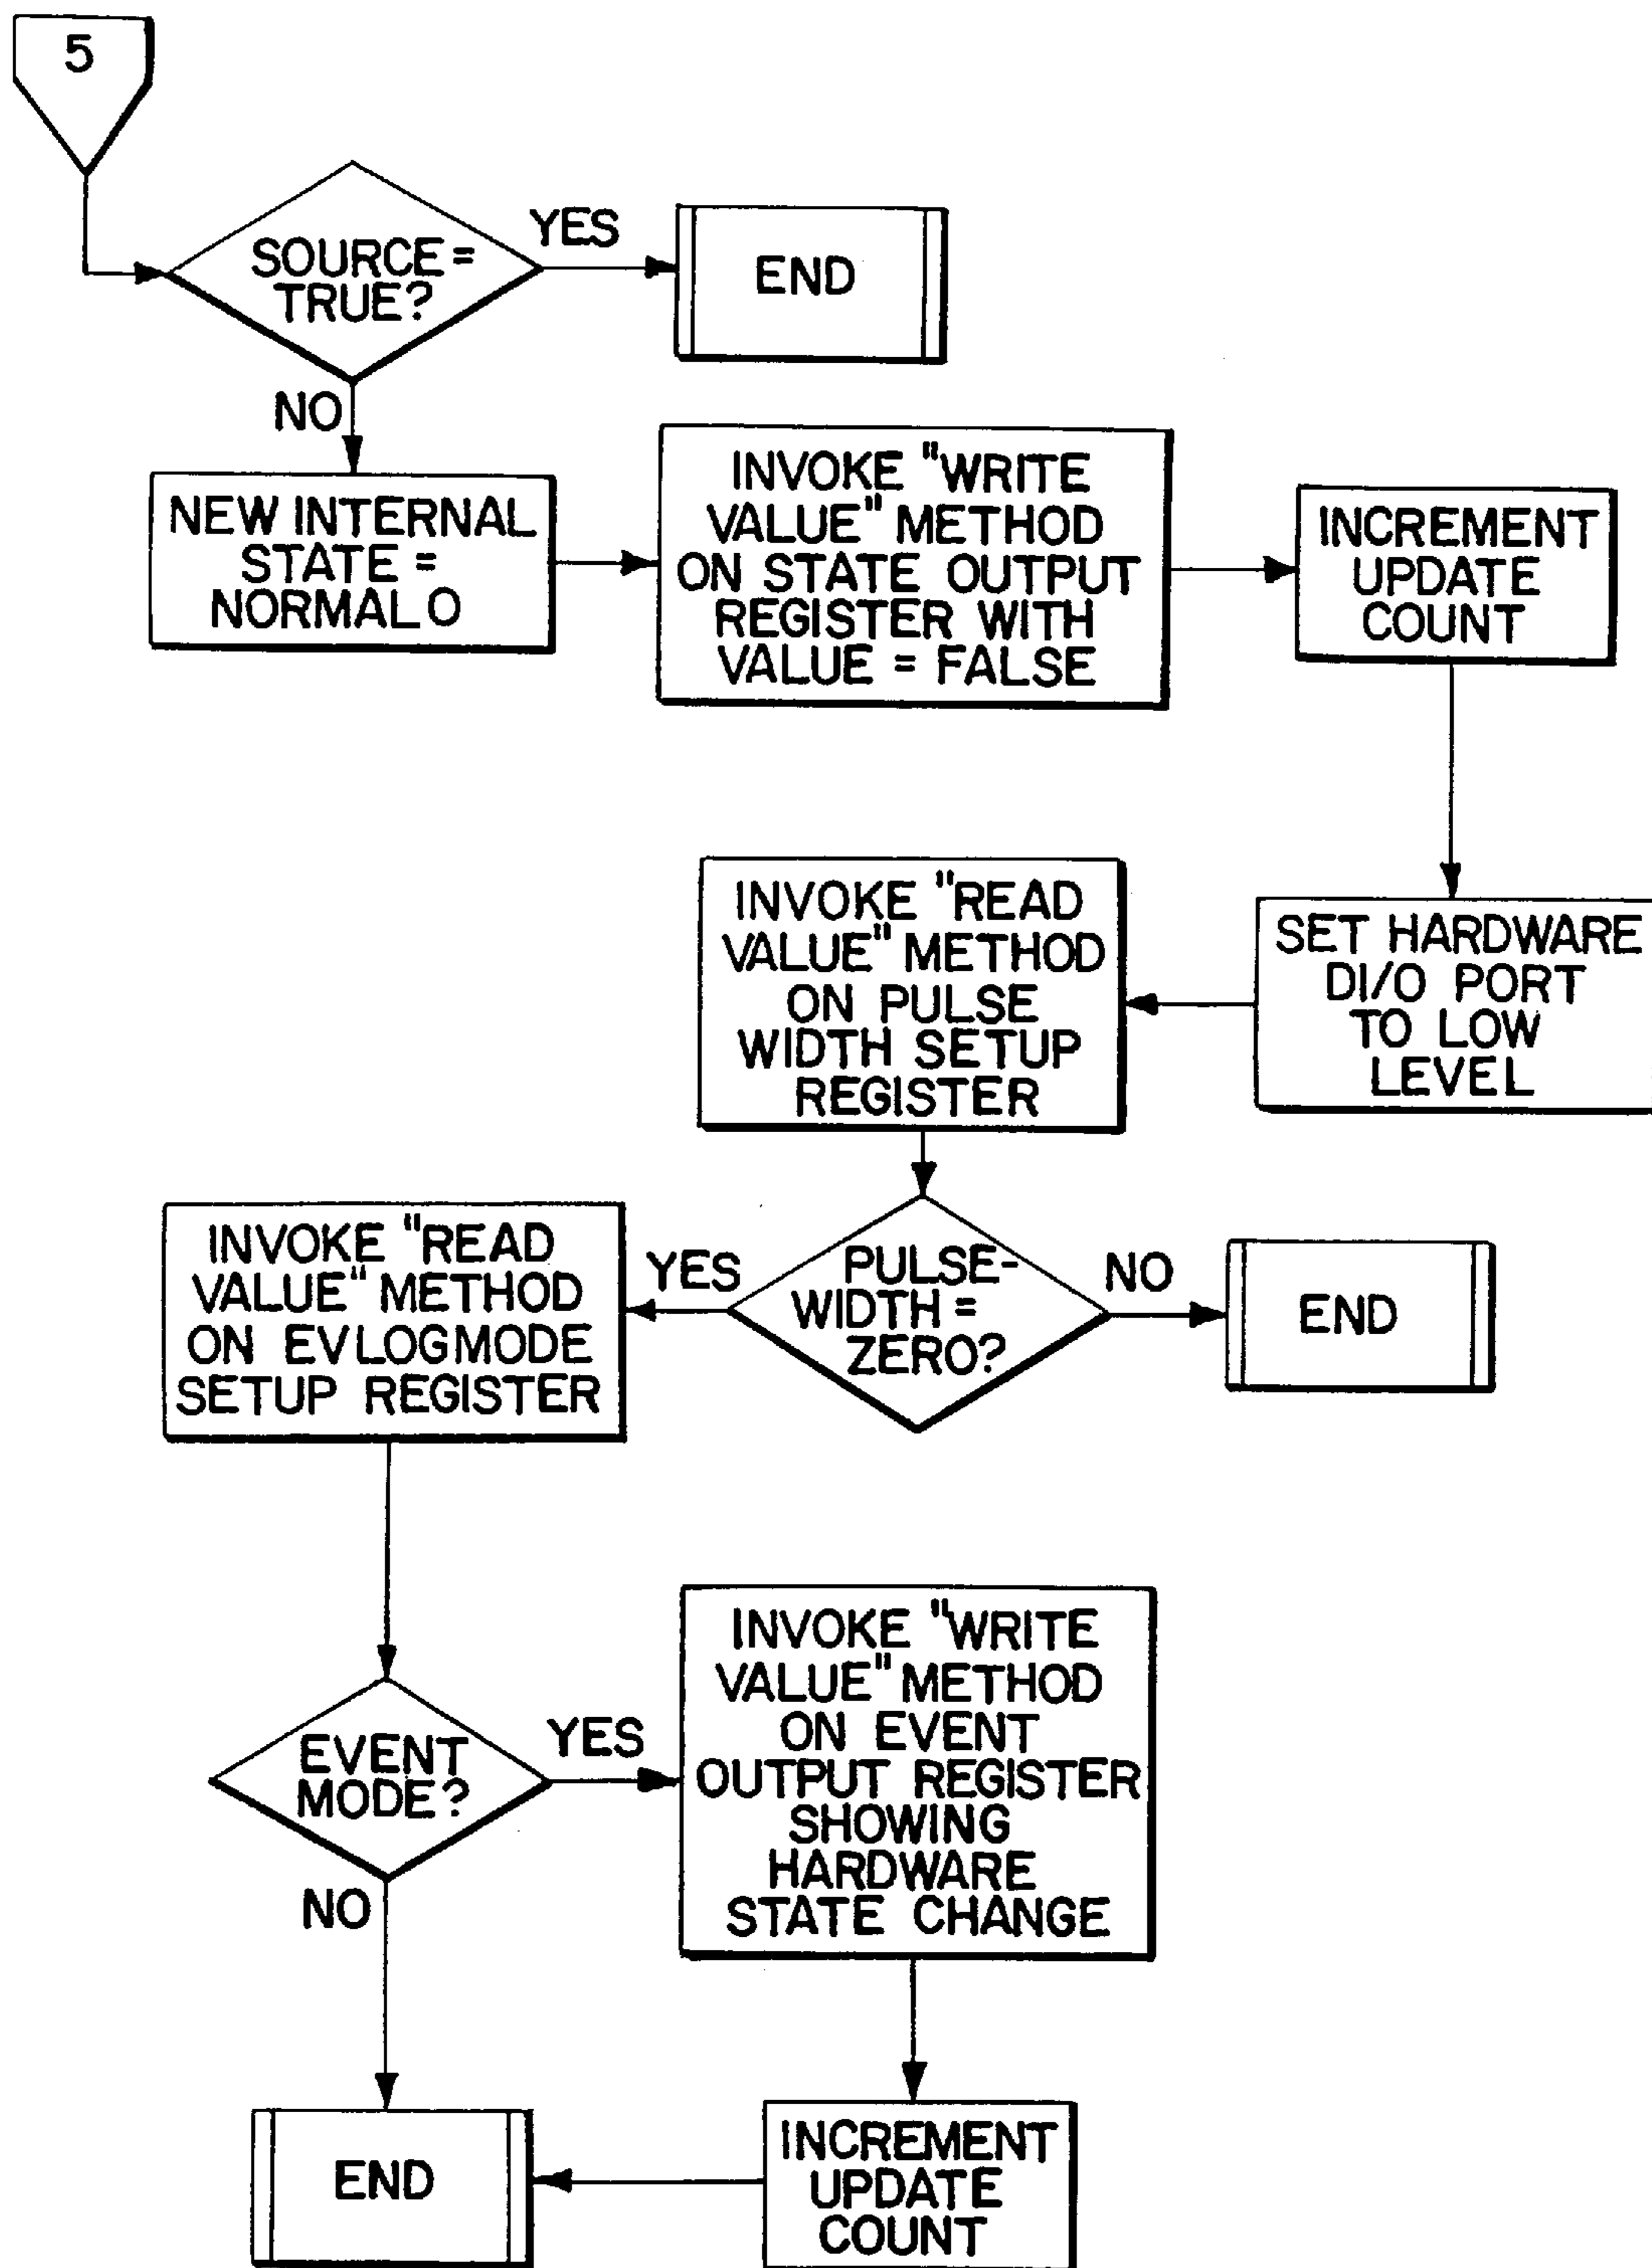 5
SOURCE =
TRUE?
YES
END
NO
NEW INTERNAL
STATE =
NORMAL O
INVOKE "WRITE
VALUE" METHOD
ON STATE OUTPUT
REGISTER WITH
VALUE = FALSE
INCREMENT
UPDATE
COUNT
SET HARDWARE
DI/O PORT
TO LOW
LEVEL
INVOKE "READ
VALUE" METHOD
ON PULSE
WIDTH SETUP
REGISTER
PULSE-
WIDTH =
ZERO?
NO
END
YES
INVOKE "READ
VALUE" METHOD
ON EVLOGMODE
SETUP REGISTER
EVENT
MODE?
YES
INVOKE "WRITE
VALUE" METHOD
ON EVENT
OUTPUT REGISTER
SHOWING
HARDWARE
STATE CHANGE
NO
INCREMENT
UPDATE
COUNT
END